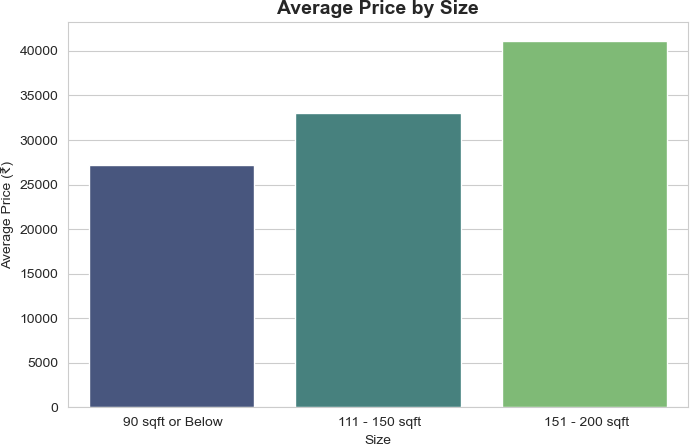 Average Price by Size
Average Price (₹)
40000
35000
30000
25000
20000
15000
10000
5000
0
90 sqft or Below
111 - 150 sqft
151 - 200 sqft
Size